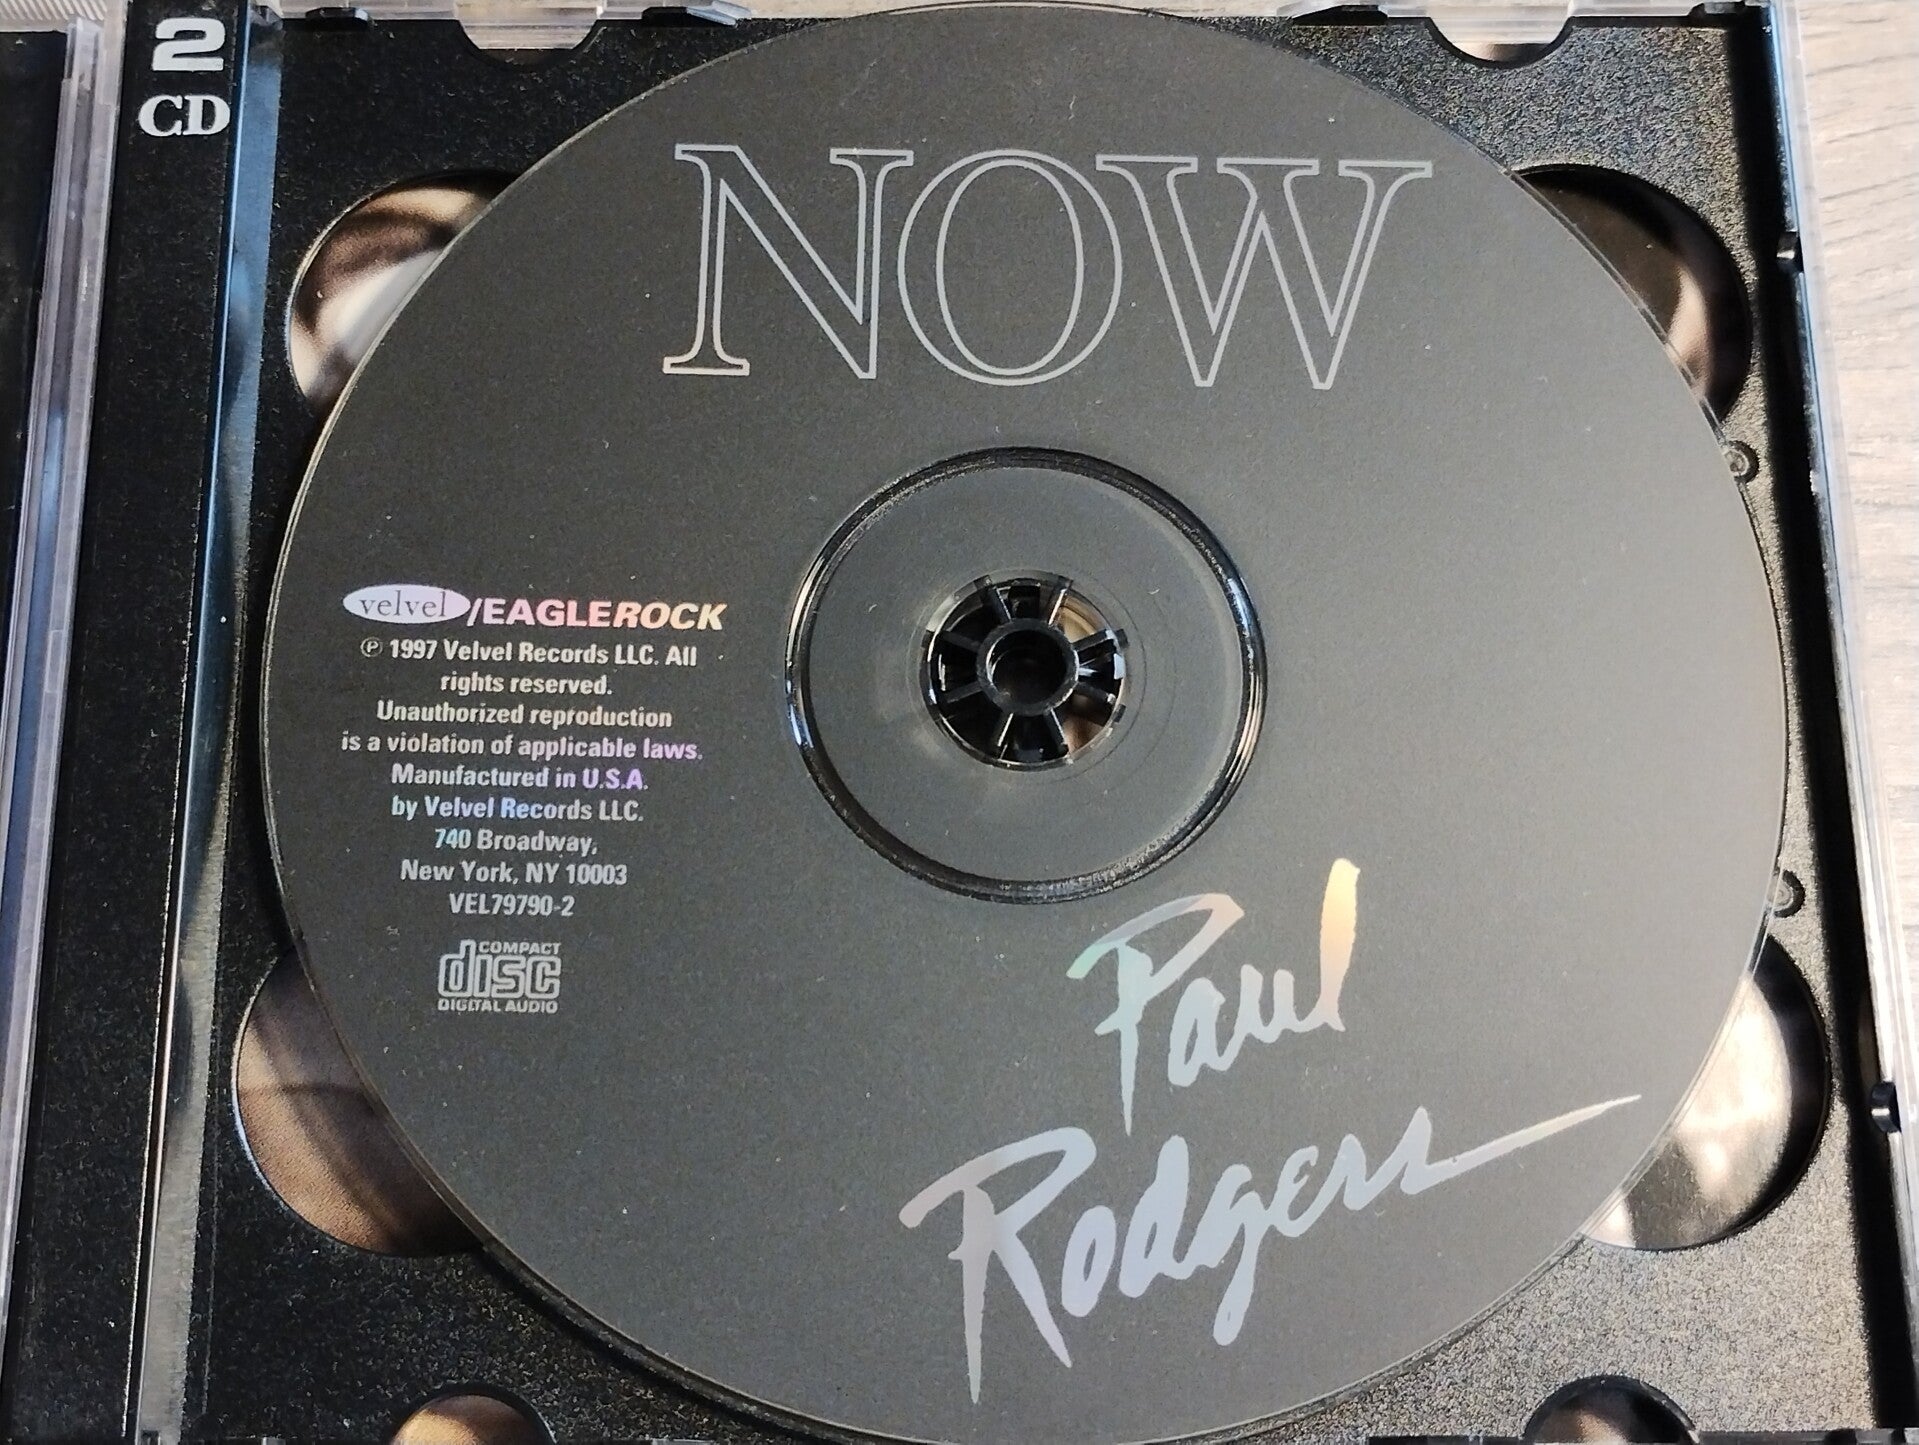 2
CD
NOW
velvel/EAGLEROCK
℗ 1997 Velvel Records LLC. All
rights reserved.
Unauthorized reproduction
is a violation of applicable laws.
Manufactured in U.S.A.
by Velvel Records LLC.
740 Broadway,
New York, NY 10003
VEL79790-2
COMPACT
disc
DIGITAL AUDIO
Paul
Rodgers